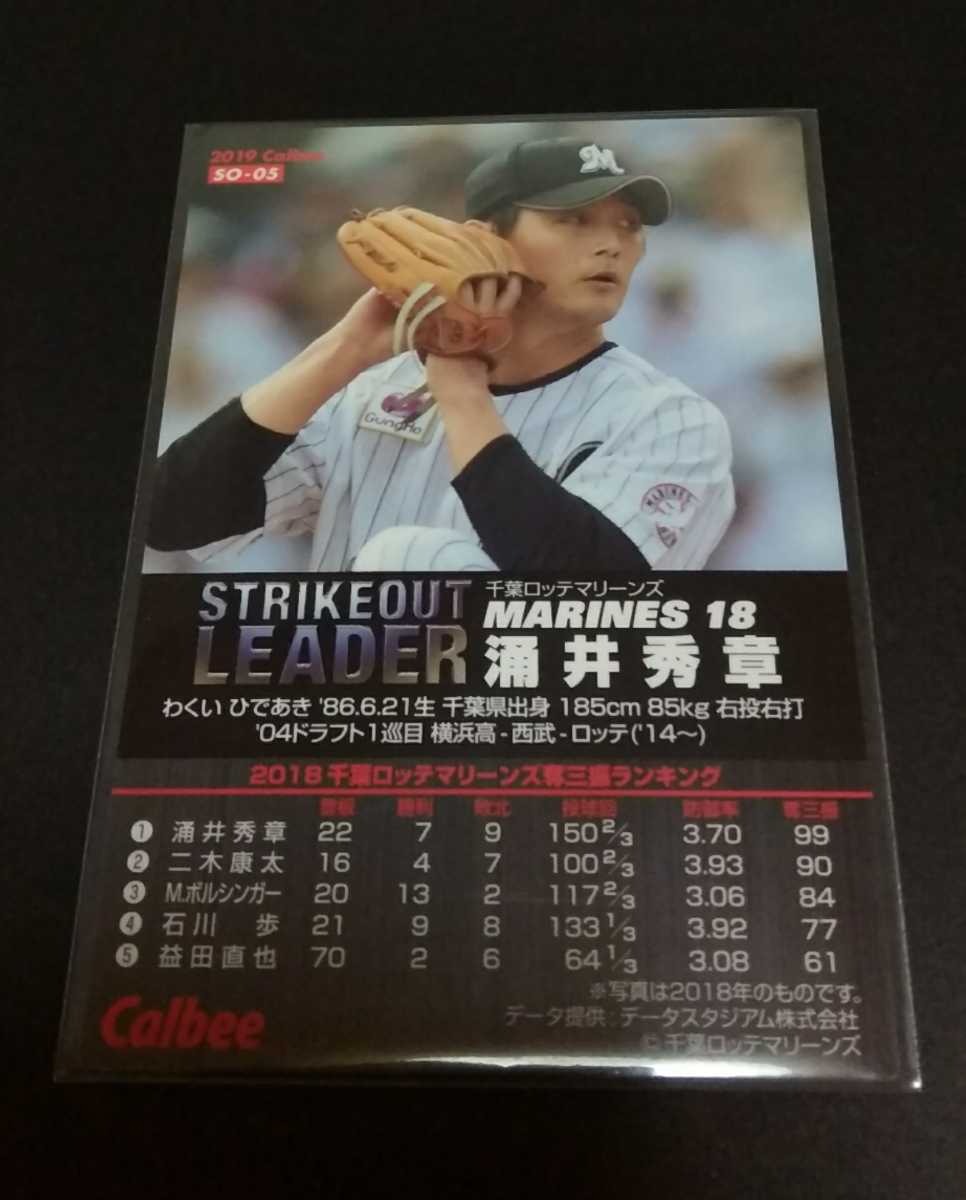 2019 Calbee
SO-05
M
GungHo
MARINES
STRIKEOUT
LEADER
千葉ロッテマリーンズ
MARINES 18
涌井秀章
わくい ひであき '86.6.21生 千葉県出身 185cm 85kg 右投右打
'04ドラフト1巡目 横浜高-西武-ロッテ('14～)
2018千葉ロッテマリーンズ奪三振ランキング
登板 勝利 敗北 投球回 防御率 奪三振
① 涌井秀章 22 7 9 150 2/3 3.70 99
② 二木康太 16 4 7 100 2/3 3.93 90
③ M.ボルシンガー 20 13 2 117 2/3 3.06 84
④ 石川 歩 21 9 8 133 1/3 3.92 77
⑤ 益田直也 70 2 6 64 1/3 3.08 61
※写真は2018年のものです。
データ提供：データスタジアム株式会社
© 千葉ロッテマリーンズ
Calbee